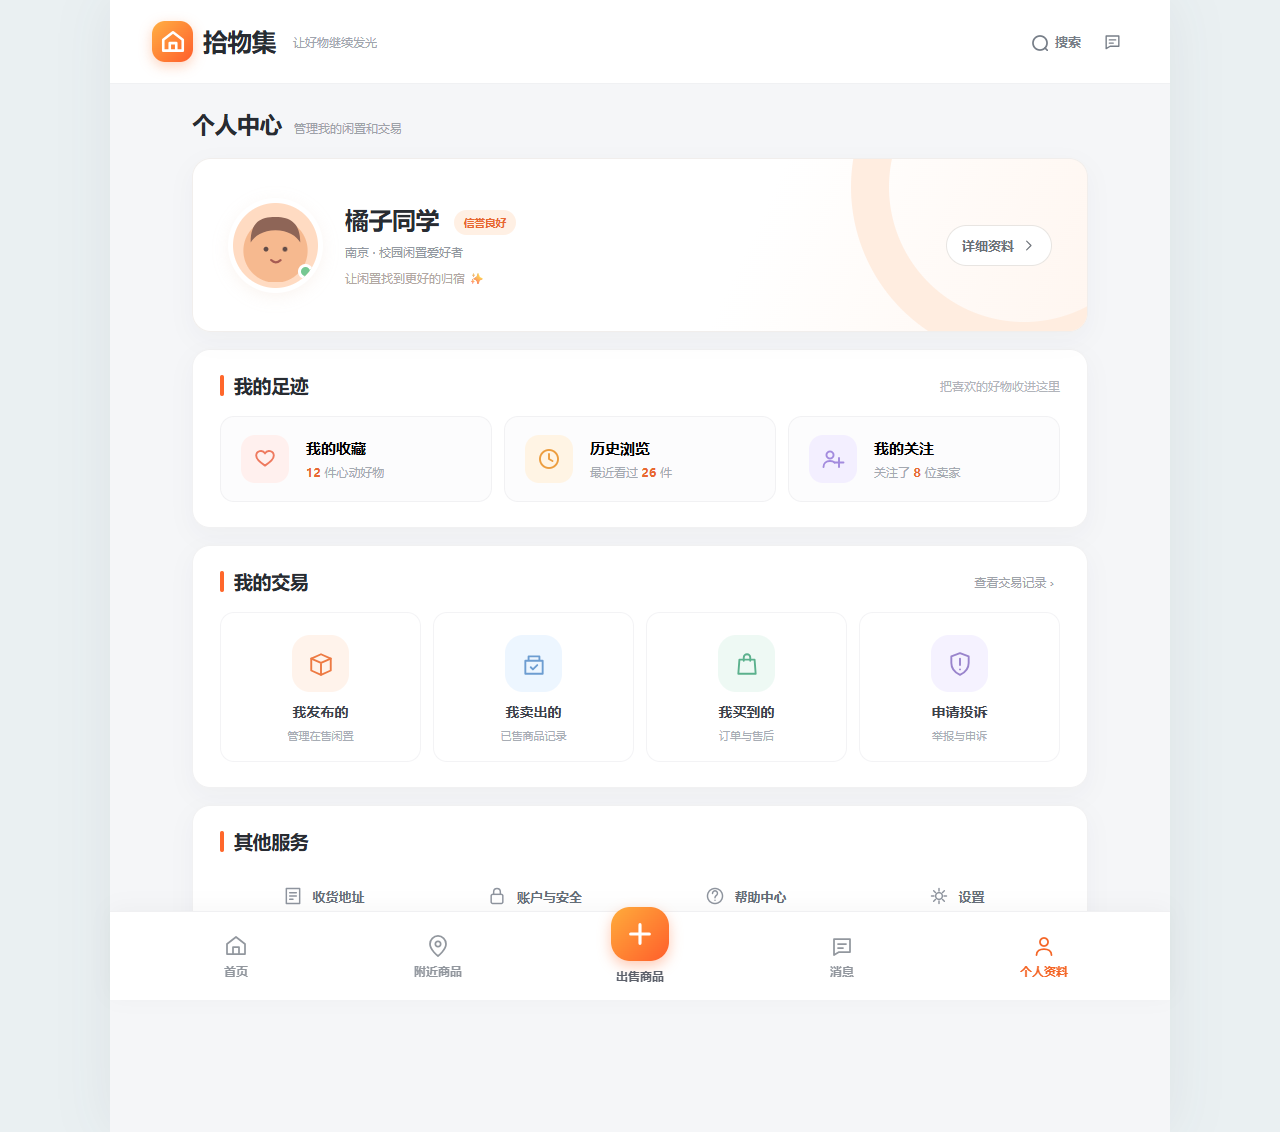 拾物集 让好物继续发光 搜索
个人中心 管理我的闲置和交易
橘子同学 信誉良好
南京 · 校园闲置爱好者
让闲置找到更好的归宿 ✨
详细资料
我的足迹 把喜欢的好物收进这里
我的收藏
12 件心动好物
历史浏览
最近看过 26 件
我的关注
关注了 8 位卖家
我的交易 查看交易记录 ›
我发布的
管理在售闲置
我卖出的
已售商品记录
我买到的
订单与售后
申请投诉
举报与申诉
其他服务
收货地址 账户与安全 帮助中心 设置
首页 附近商品 出售商品 消息 个人资料